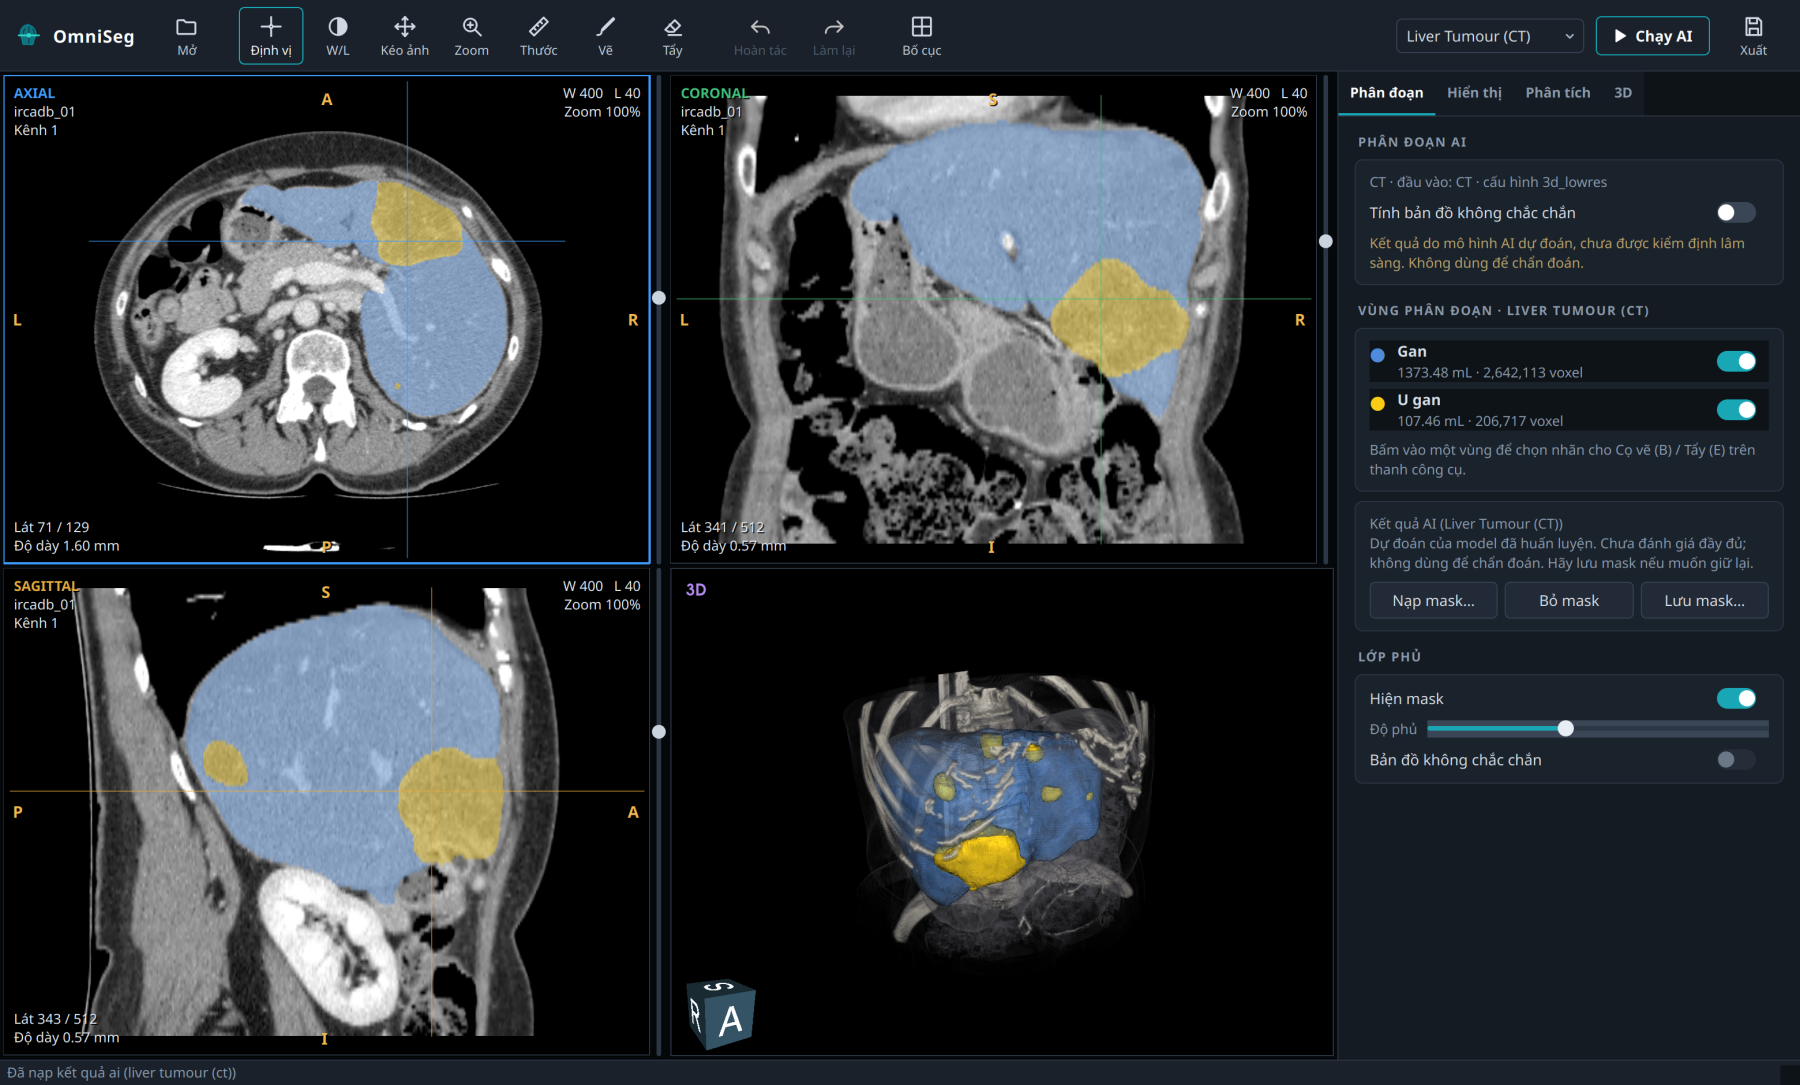 OmniSeg
Mở
Định vị
W/L
Kéo ảnh
Zoom
Thước
Vẽ
Tẩy
Hoàn tác
Làm lại
Bố cục
Liver Tumour (CT)
Chạy AI
Xuất
AXIAL
ircadb_01
Kênh 1
A
W 400 L 40
Zoom 100%
L
R
Lát 71 / 129
Độ dày 1.60 mm
P
CORONAL
ircadb_01
Kênh 1
S
W 400 L 40
Zoom 100%
L
R
Lát 341 / 512
Độ dày 0.57 mm
I
SAGITTAL
ircadb_01
Kênh 1
S
W 400 L 40
Zoom 100%
P
A
Lát 343 / 512
Độ dày 0.57 mm
I
3D
S
R
A
Phân đoạn
Hiển thị
Phân tích
3D
PHÂN ĐOẠN AI
CT · đầu vào: CT · cấu hình 3d_lowres
Tính bản đồ không chắc chắn
Kết quả do mô hình AI dự đoán, chưa được kiểm định lâm
sàng. Không dùng để chẩn đoán.
VÙNG PHÂN ĐOẠN · LIVER TUMOUR (CT)
Gan
1373.48 mL · 2,642,113 voxel
U gan
107.46 mL · 206,717 voxel
Bấm vào một vùng để chọn nhãn cho Cọ vẽ (B) / Tẩy (E) trên
thanh công cụ.
Kết quả AI (Liver Tumour (CT))
Dự đoán của model đã huấn luyện. Chưa đánh giá đầy đủ;
không dùng để chẩn đoán. Hãy lưu mask nếu muốn giữ lại.
Nạp mask...
Bỏ mask
Lưu mask...
LỚP PHỦ
Hiện mask
Độ phủ
Bản đồ không chắc chắn
Đã nạp kết quả ai (liver tumour (ct))